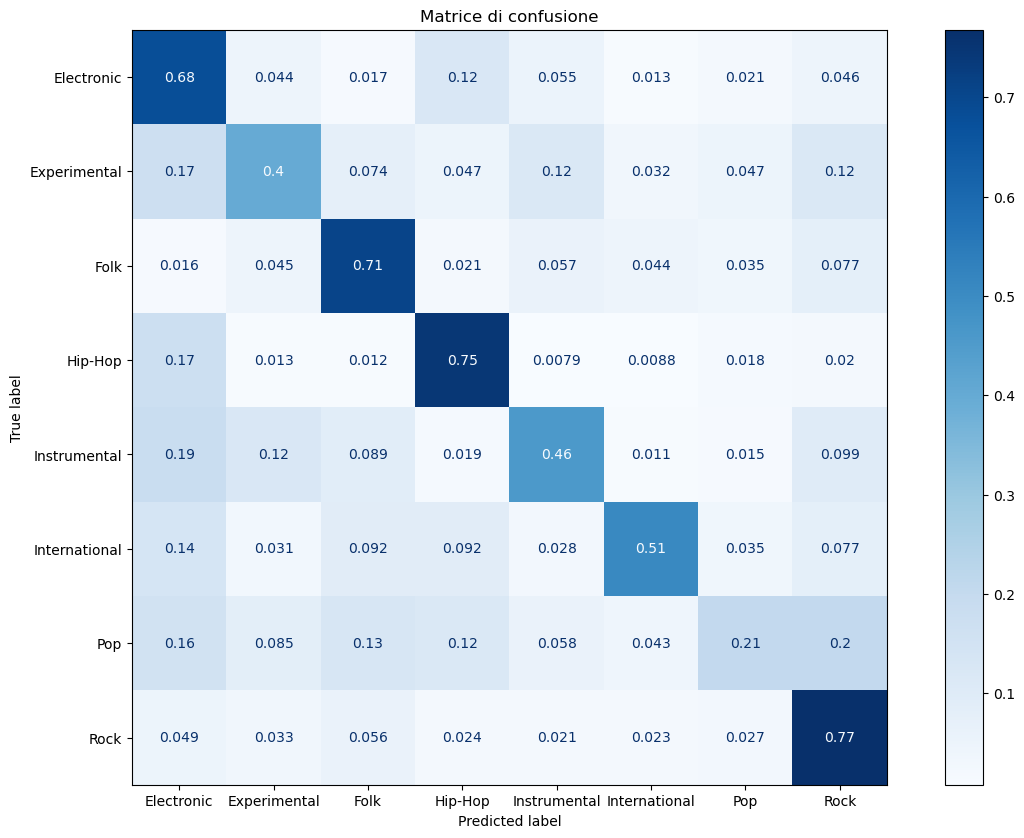 Matrice di confusione
Electronic 0.68 0.044 0.017 0.12 0.055 0.013 0.021 0.046
Experimental 0.17 0.4 0.074 0.047 0.12 0.032 0.047 0.12
Folk 0.016 0.045 0.71 0.021 0.057 0.044 0.035 0.077
Hip-Hop 0.17 0.013 0.012 0.75 0.0079 0.0088 0.018 0.02
Instrumental 0.19 0.12 0.089 0.019 0.46 0.011 0.015 0.099
International 0.14 0.031 0.092 0.092 0.028 0.51 0.035 0.077
Pop 0.16 0.085 0.13 0.12 0.058 0.043 0.21 0.2
Rock 0.049 0.033 0.056 0.024 0.021 0.023 0.027 0.77
Electronic Experimental Folk Hip-Hop Instrumental International Pop Rock
Predicted label
True label
0.7
0.6
0.5
0.4
0.3
0.2
0.1